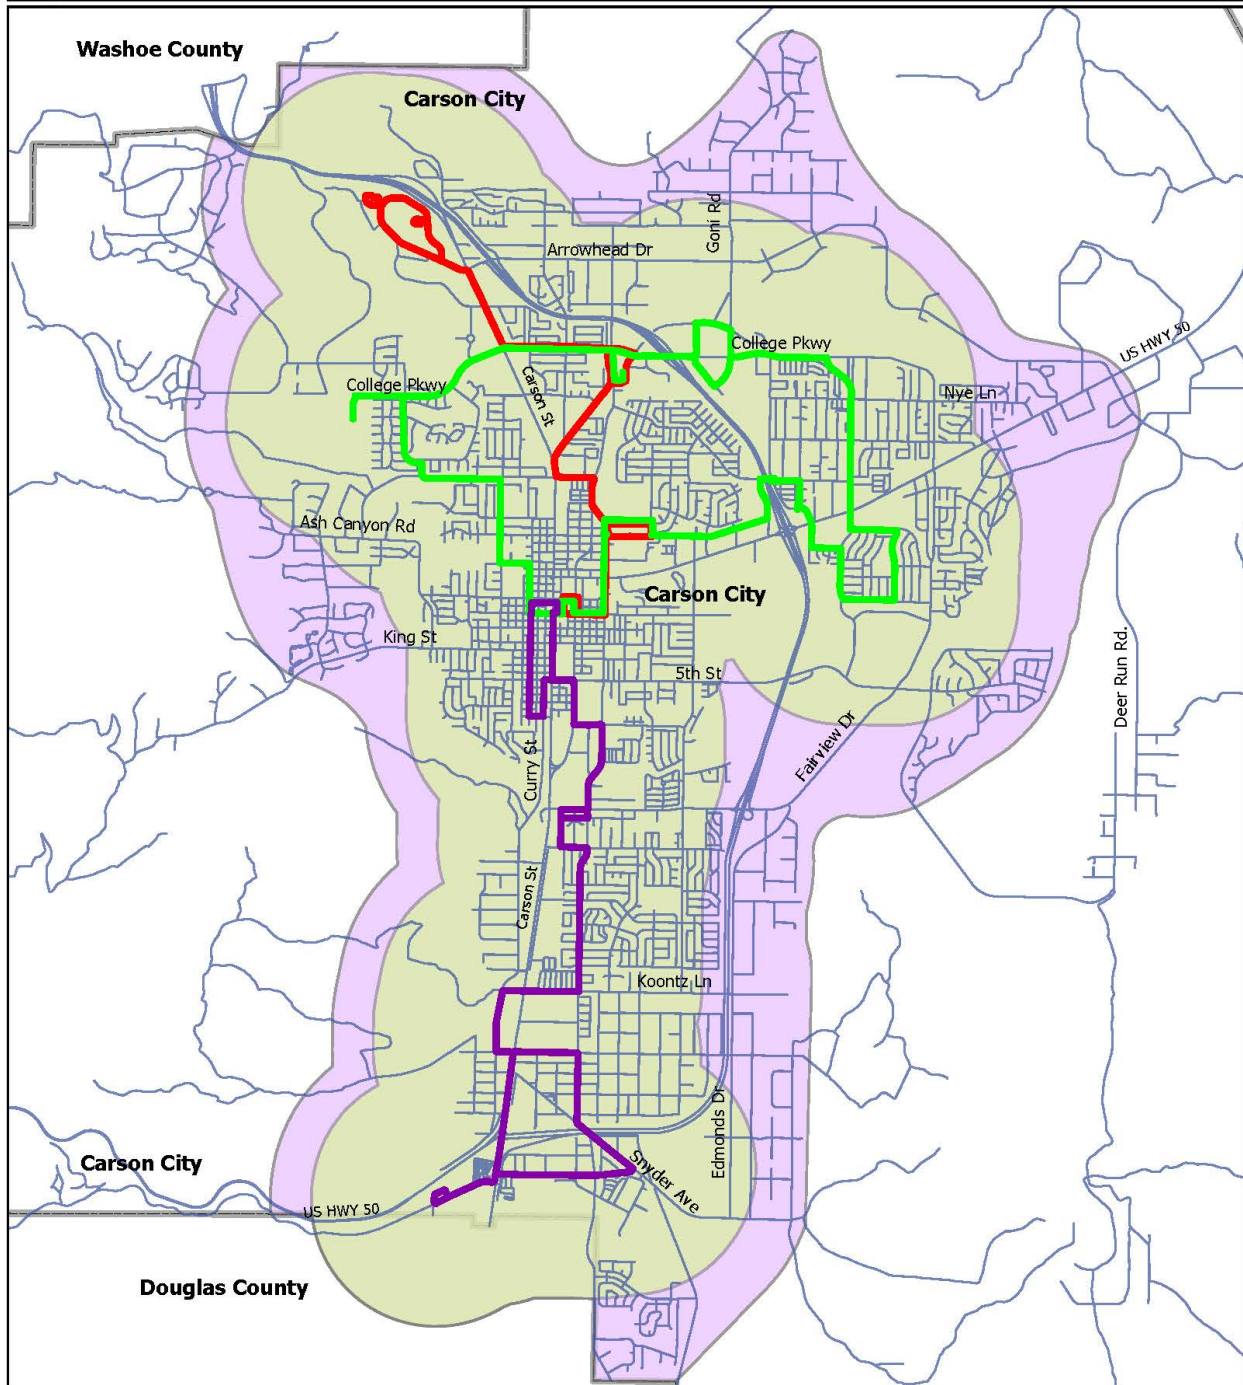 Washoe County
Carson City
Goni Rd
Arrowhead Dr
US HWY 50
College Pkwy
College Pkwy
Carson St
Nye Ln
Ash Canyon Rd
Carson City
King St
5th St
Deer Run Rd.
Curry St
Fairview Dr
Carson St
Koontz Ln
Edmonds Dr
Carson City
Snyder Ave
US HWY 50
Douglas County